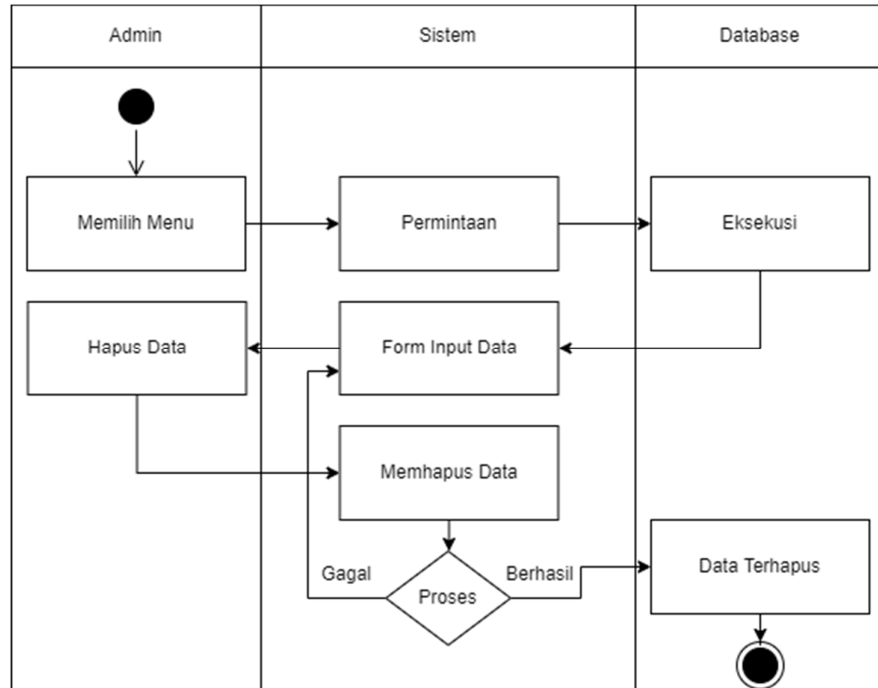 Admin
Sistem
Database
Memilih Menu
Permintaan
Eksekusi
Hapus Data
Form Input Data
Memhapus Data
Gagal
Proses
Berhasil
Data Terhapus